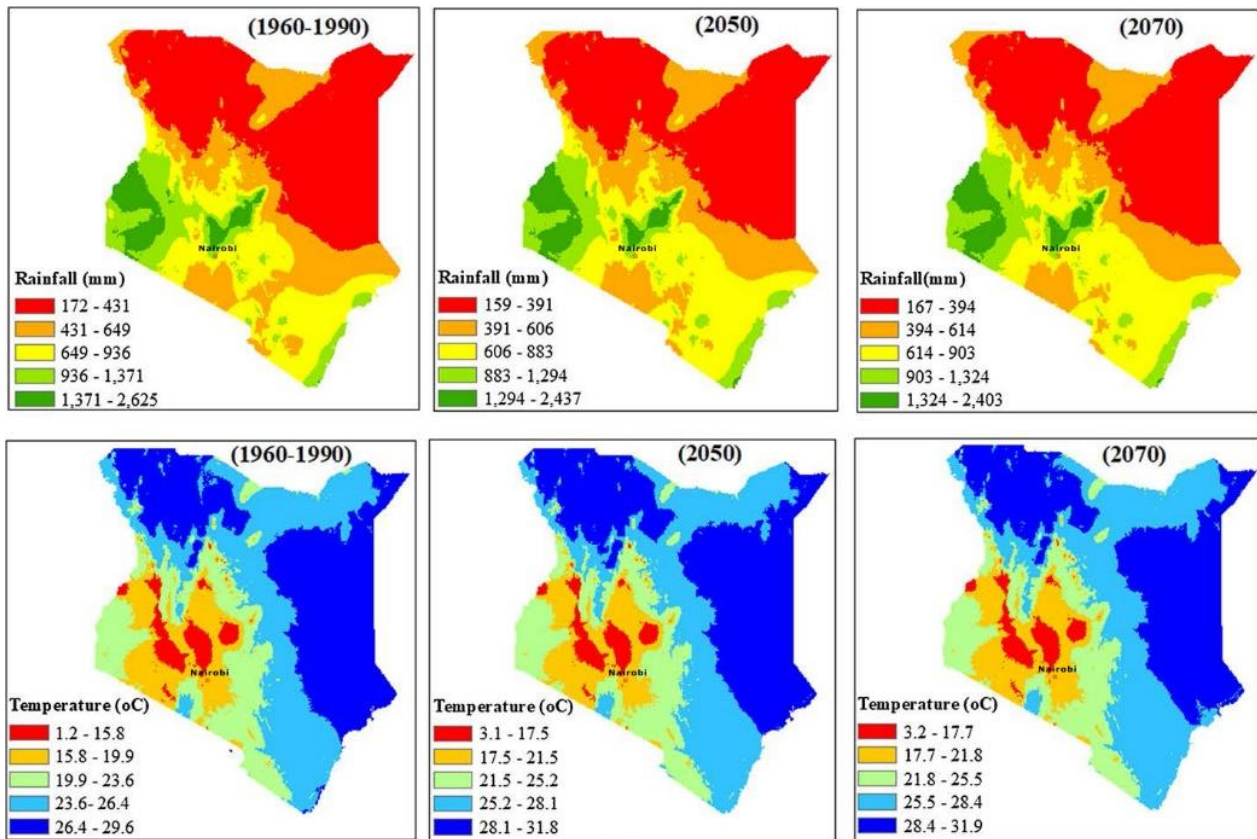 (1960-1990)
Nairobi
Rainfall (mm)
172 - 431
431 - 649
649 - 936
936 - 1,371
1,371 - 2,625
(2050)
Nairobi
Rainfall (mm)
159 - 391
391 - 606
606 - 883
883 - 1,294
1,294 - 2,437
(2070)
Nairobi
Rainfall(mm)
167 - 394
394 - 614
614 - 903
903 - 1,324
1,324 - 2,403
(1960-1990)
Nairobi
Temperature (oC)
1.2 - 15.8
15.8 - 19.9
19.9 - 23.6
23.6 - 26.4
26.4 - 29.6
(2050)
Nairobi
Temperature (oC)
3.1 - 17.5
17.5 - 21.5
21.5 - 25.2
25.2 - 28.1
28.1 - 31.8
(2070)
Nairobi
Temperature (oC)
3.2 - 17.7
17.7 - 21.8
21.8 - 25.5
25.5 - 28.4
28.4 - 31.9